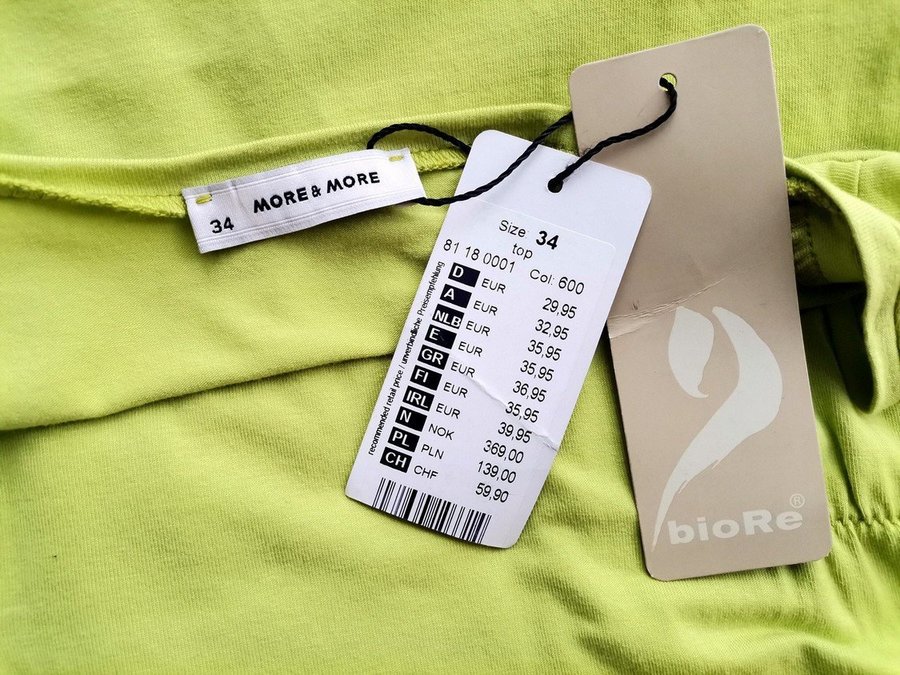 MORE & MORE
34
Size: 34
top
81 18 0001 Col: 600
D EUR 29,95
A EUR 32,95
NLB EUR 35,95
E EUR 35,95
GR EUR 36,95
FI EUR 35,95
IRL EUR 39,95
N NOK 369,00
PL PLN 139,00
CH CHF 59,90
recommended retail price / unverbindliche Preisempfehlung
bioRe®